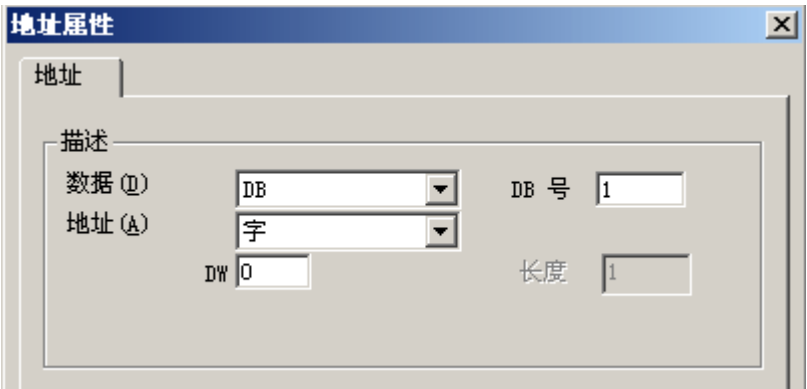 地址属性
地址
描述
数据(D) DB DB 号 1
地址(A) 字
DW 0 长度 1